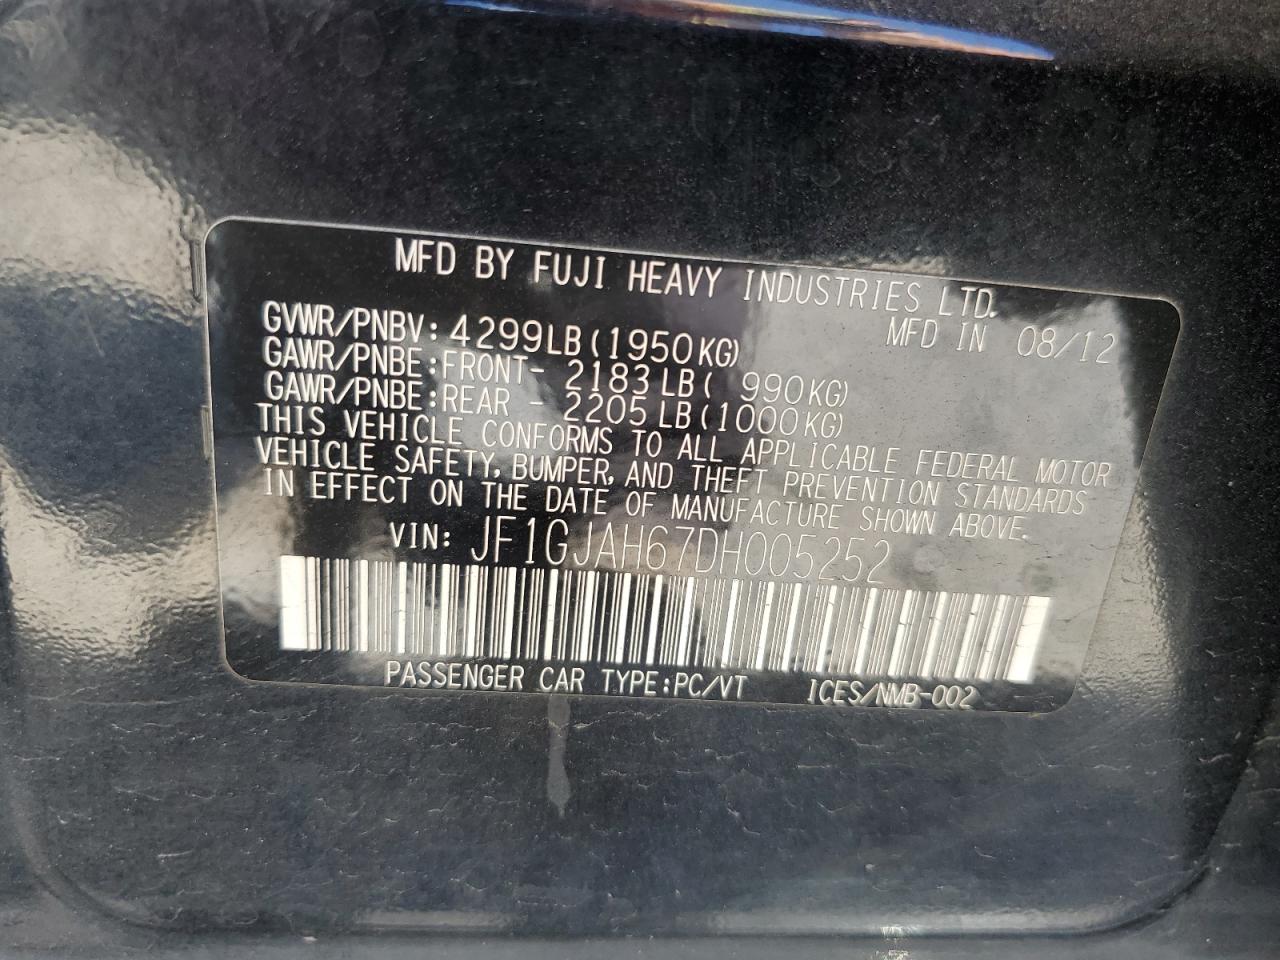 MFD BY FUJI HEAVY INDUSTRIES LTD.
MFD IN 08/12
GVWR/PNBV: 4299LB(1950KG)
GAWR/PNBE:FRONT- 2183LB( 990KG)
GAWR/PNBE:REAR - 2205LB(1000KG)
THIS VEHICLE CONFORMS TO ALL APPLICABLE FEDERAL MOTOR
VEHICLE SAFETY, BUMPER, AND THEFT PREVENTION STANDARDS
IN EFFECT ON THE DATE OF MANUFACTURE SHOWN ABOVE.
VIN: JF1GJAH67DH005252
PASSENGER CAR TYPE:PC/VT ICES/NMB-002